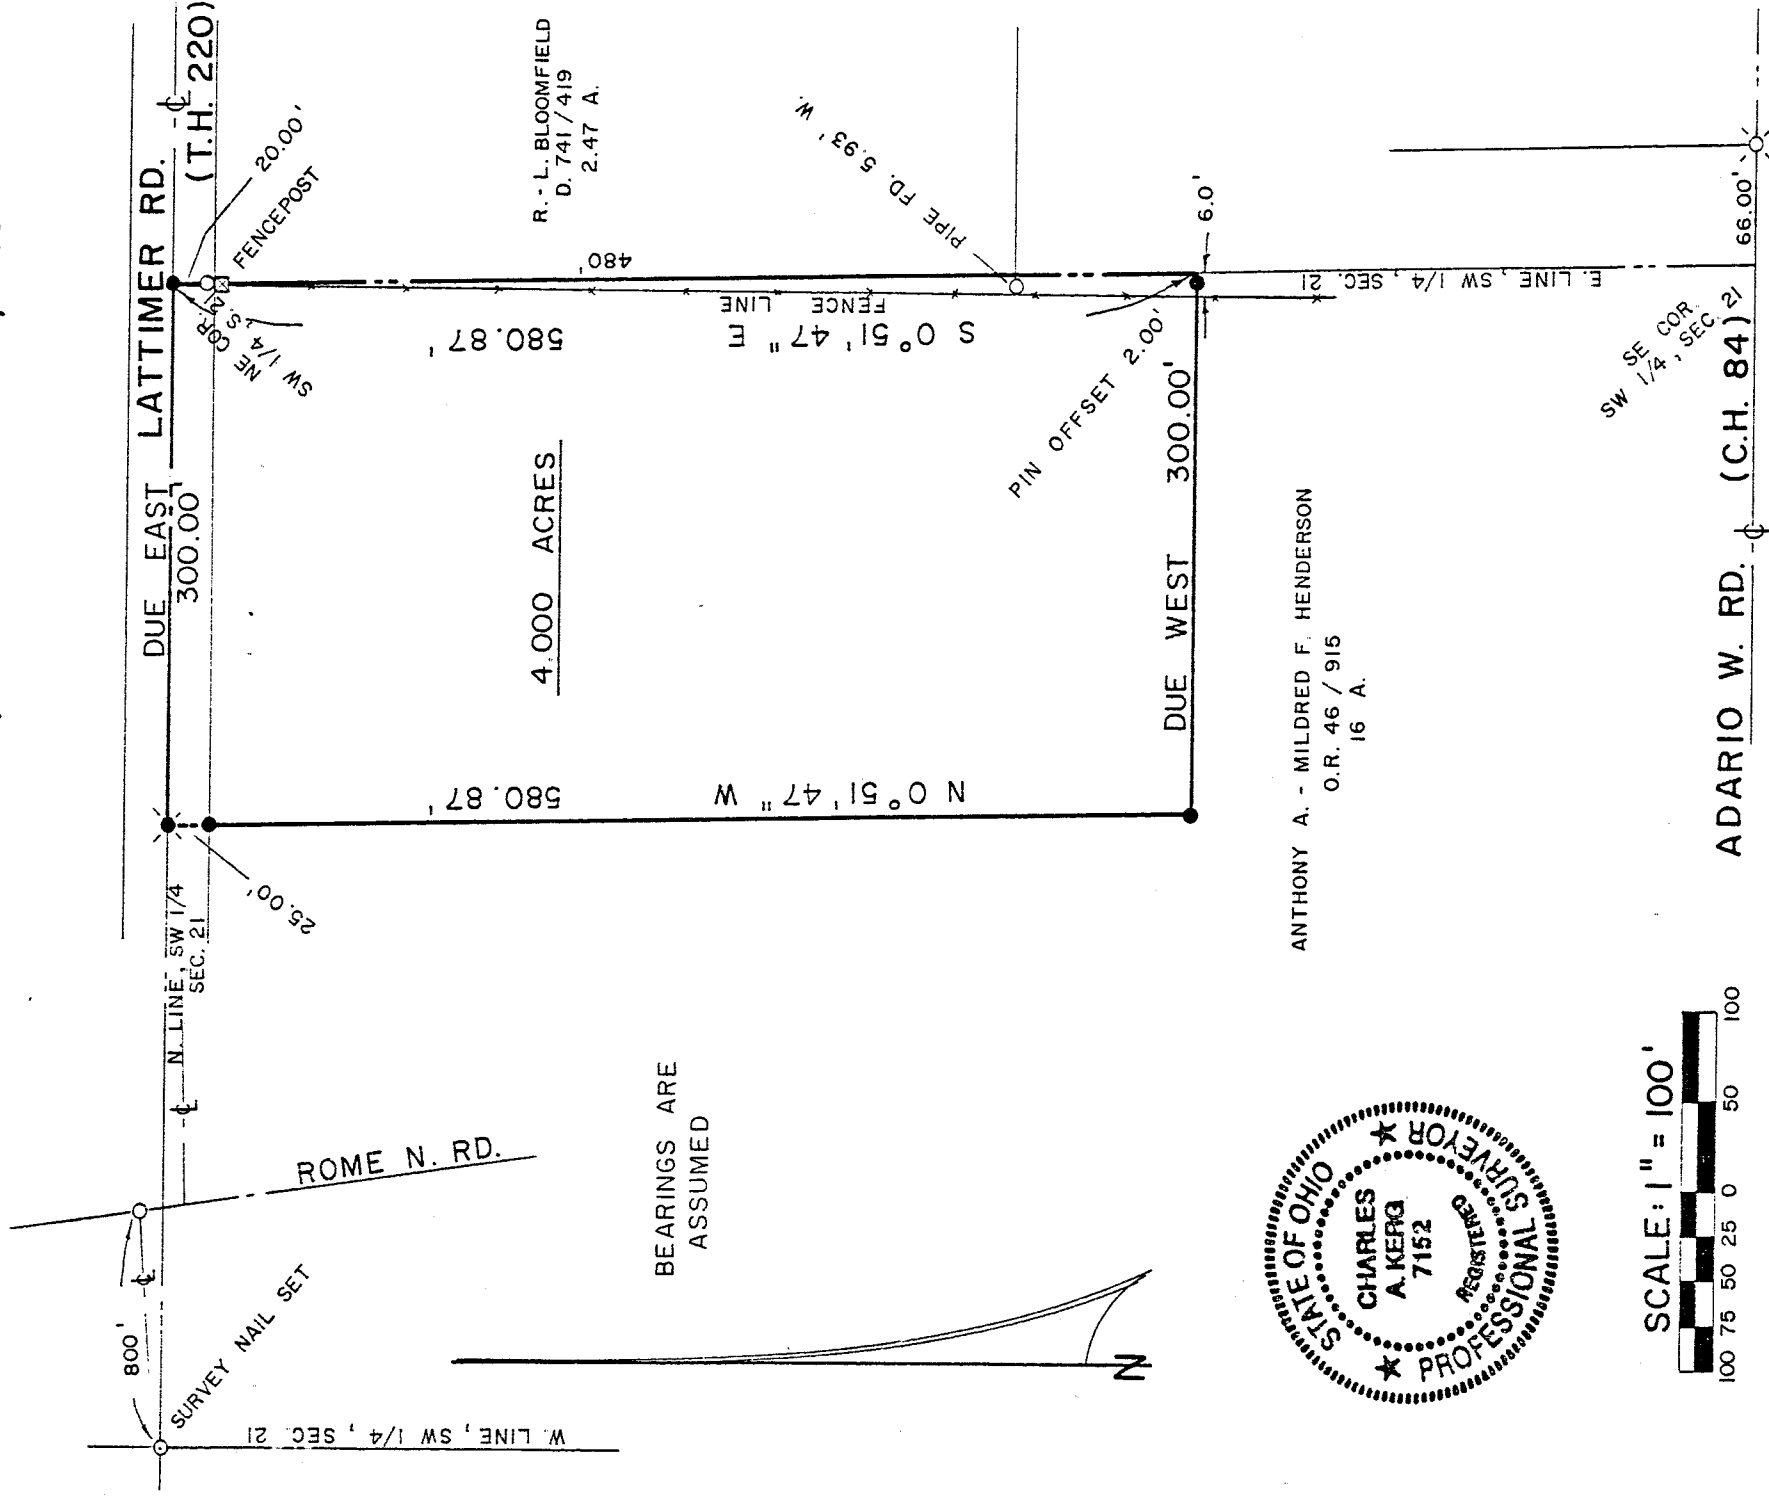 LATTIMER RD.
(T.H. 220)
DUE EAST
300.00'
20.00'
FENCEPOST
NE COR.
SW 1/4, S.21
R. - L. BLOOMFIELD
D. 741 / 419
2.47 A.
480'
FENCE LINE
S 0° 51' 47" E
580.87'
PIPE FD. 5.93' W.
4.000 ACRES
PIN OFFSET 2.00'
6.0'
DUE WEST 300.00'
N 0° 51' 47" W
580.87'
25.00'
N. LINE, SW 1/4
SEC. 21
E. LINE, SW 1/4, SEC. 21
66.00'
SE COR.
SW 1/4, SEC. 21
ADARIO W. RD. (C.H. 84)
ANTHONY A. - MILDRED F. HENDERSON
O.R. 46 / 915
16 A.
ROME N. RD.
800'
SURVEY NAIL SET
W. LINE, SW 1/4, SEC. 21
BEARINGS ARE
ASSUMED
N
STATE OF OHIO
CHARLES
A. KERG
7152
REGISTERED
PROFESSIONAL SURVEYOR
SCALE: 1" = 100'
100 75 50 25 0 50 100